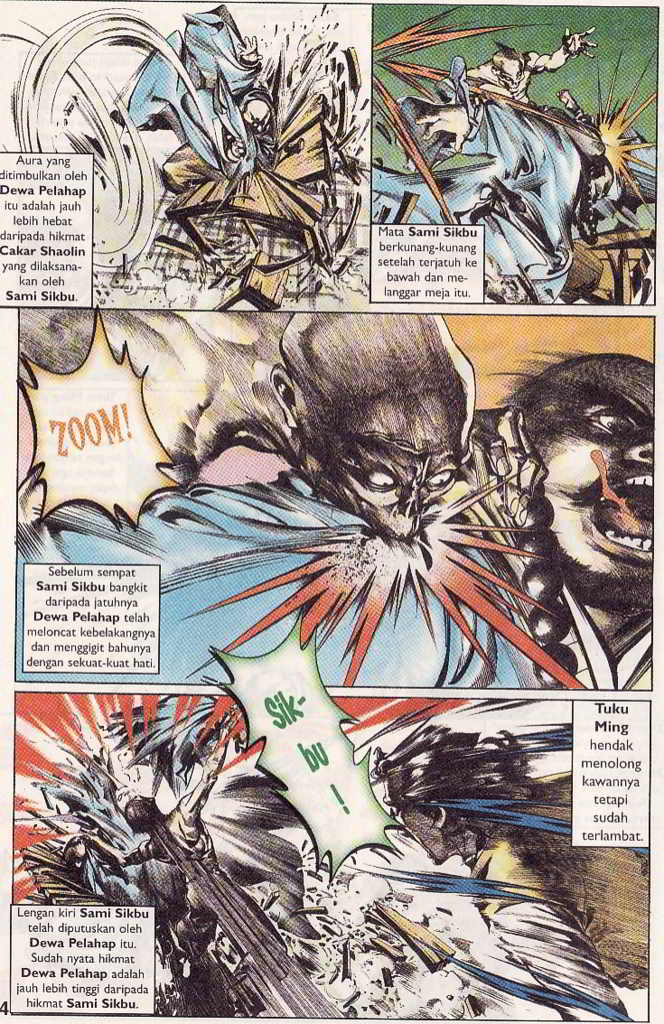 Aura yang
ditimbulkan oleh
Dewa Pelahap
itu adalah jauh
lebih hebat
daripada hikmat
Cakar Shaolin
yang dilaksana-
kan oleh
Sami Sikbu.
Mata Sami Sikbu
berkunang-kunang
setelah terjatuh ke
bawah dan me-
langgar meja itu.
ZOOM!
Sebelum sempat
Sami Sikbu bangkit
daripada jatuhnya
Dewa Pelahap telah
meloncat kebelakangnya
dan menggigit bahunya
dengan sekuat-kuat hati.
Sik-
bu
!
Tuku
Ming
hendak
menolong
kawannya
tetapi
sudah
terlambat.
Lengan kiri Sami Sikbu
telah diputuskan oleh
Dewa Pelahap itu.
Sudah nyata hikmat
Dewa Pelahap adalah
jauh lebih tinggi daripada
hikmat Sami Sikbu.
4